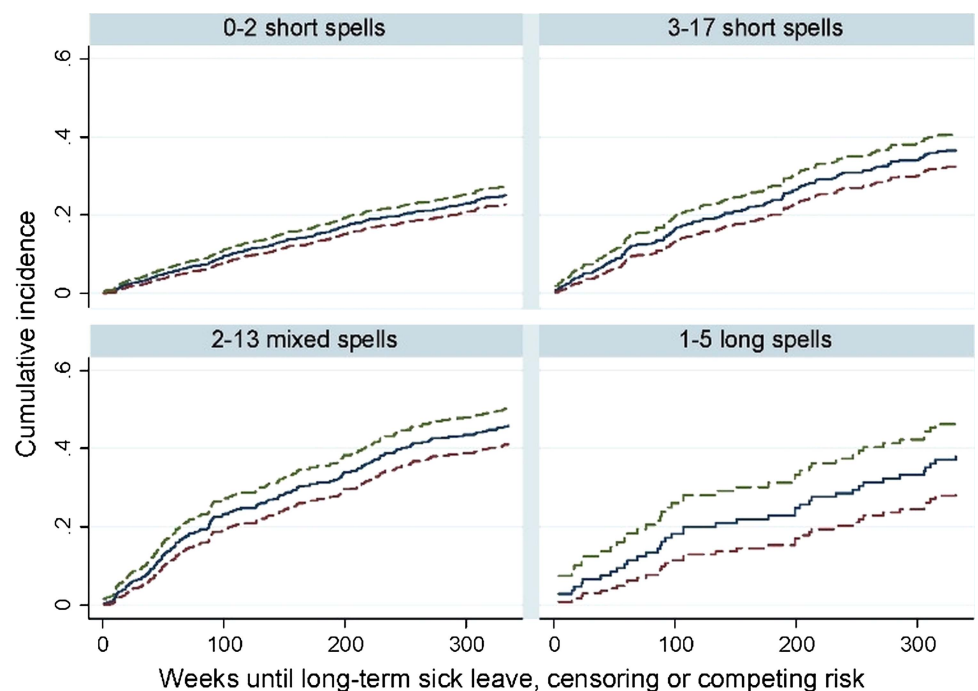 0-2 short spells
3-17 short spells
.6
.4
.2
0
2-13 mixed spells
1-5 long spells
.6
.4
.2
0
Cumulative incidence
0 100 200 300
0 100 200 300
Weeks until long-term sick leave, censoring or competing risk